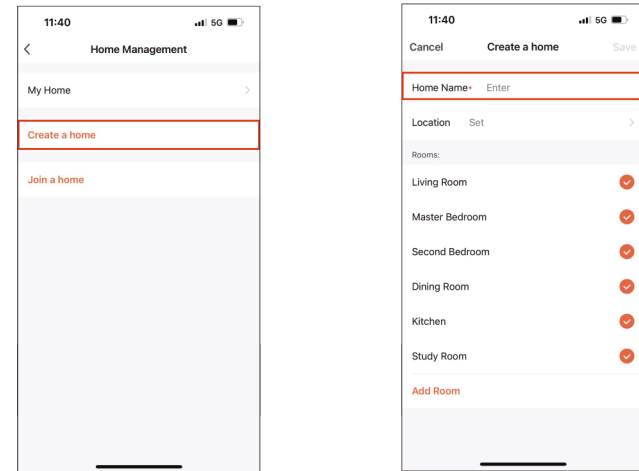 11:40
5G
Home Management
My Home
Create a home
Join a home
11:40
5G
Cancel Create a home Save
Home Name* Enter
Location Set
Rooms:
Living Room
Master Bedroom
Second Bedroom
Dining Room
Kitchen
Study Room
Add Room